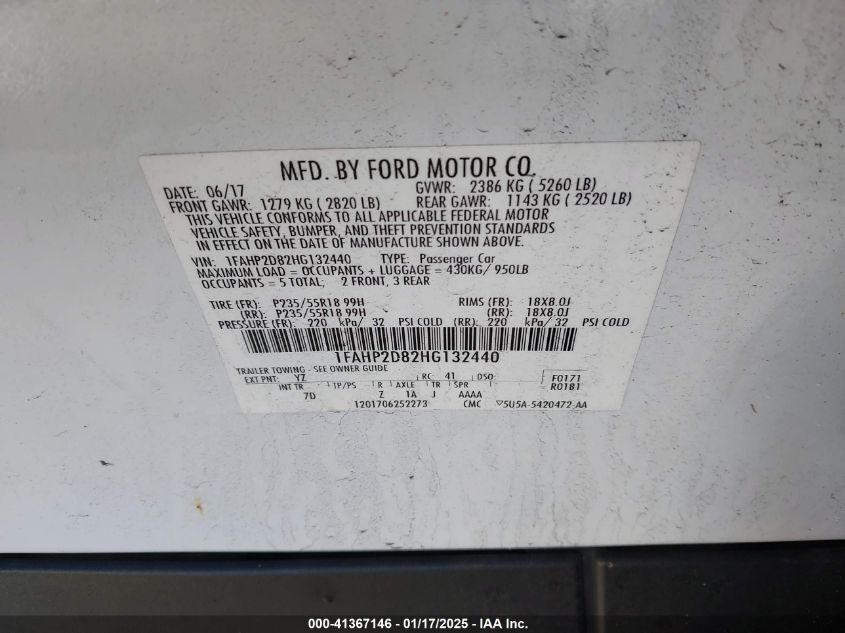 MFD. BY FORD MOTOR CO.
DATE: 06/17 GVWR: 2386 KG ( 5260 LB)
FRONT GAWR: 1279 KG ( 2820 LB) REAR GAWR: 1143 KG ( 2520 LB)
THIS VEHICLE CONFORMS TO ALL APPLICABLE FEDERAL MOTOR
VEHICLE SAFETY, BUMPER, AND THEFT PREVENTION STANDARDS
IN EFFECT ON THE DATE OF MANUFACTURE SHOWN ABOVE.
VIN: 1FAHP2D82HG132440 TYPE: Passenger Car
MAXIMUM LOAD = OCCUPANTS + LUGGAGE = 430KG/ 950LB
OCCUPANTS = 5 TOTAL, 2 FRONT, 3 REAR
TIRE (FR): P235/55R18 99H RIMS (FR): 18X8.0J
(RR): P235/55R18 99H (RR): 18X8.0J
PRESSURE (FR): 220 kPa/ 32 PSI COLD (RR): 220 kPa/ 32 PSI COLD
1FAHP2D82HG132440
TRAILER TOWING - SEE OWNER GUIDE
EXT PNT: YZ RC: 41 DSO: F0171
INT TR TP/PS R AXLE TR SPR R0181
7D Z 1A J AAAA
1201706252273 CMC ▽5U5A-5420472-AA
000-41367146 — 01/17/2025 — IAA Inc.